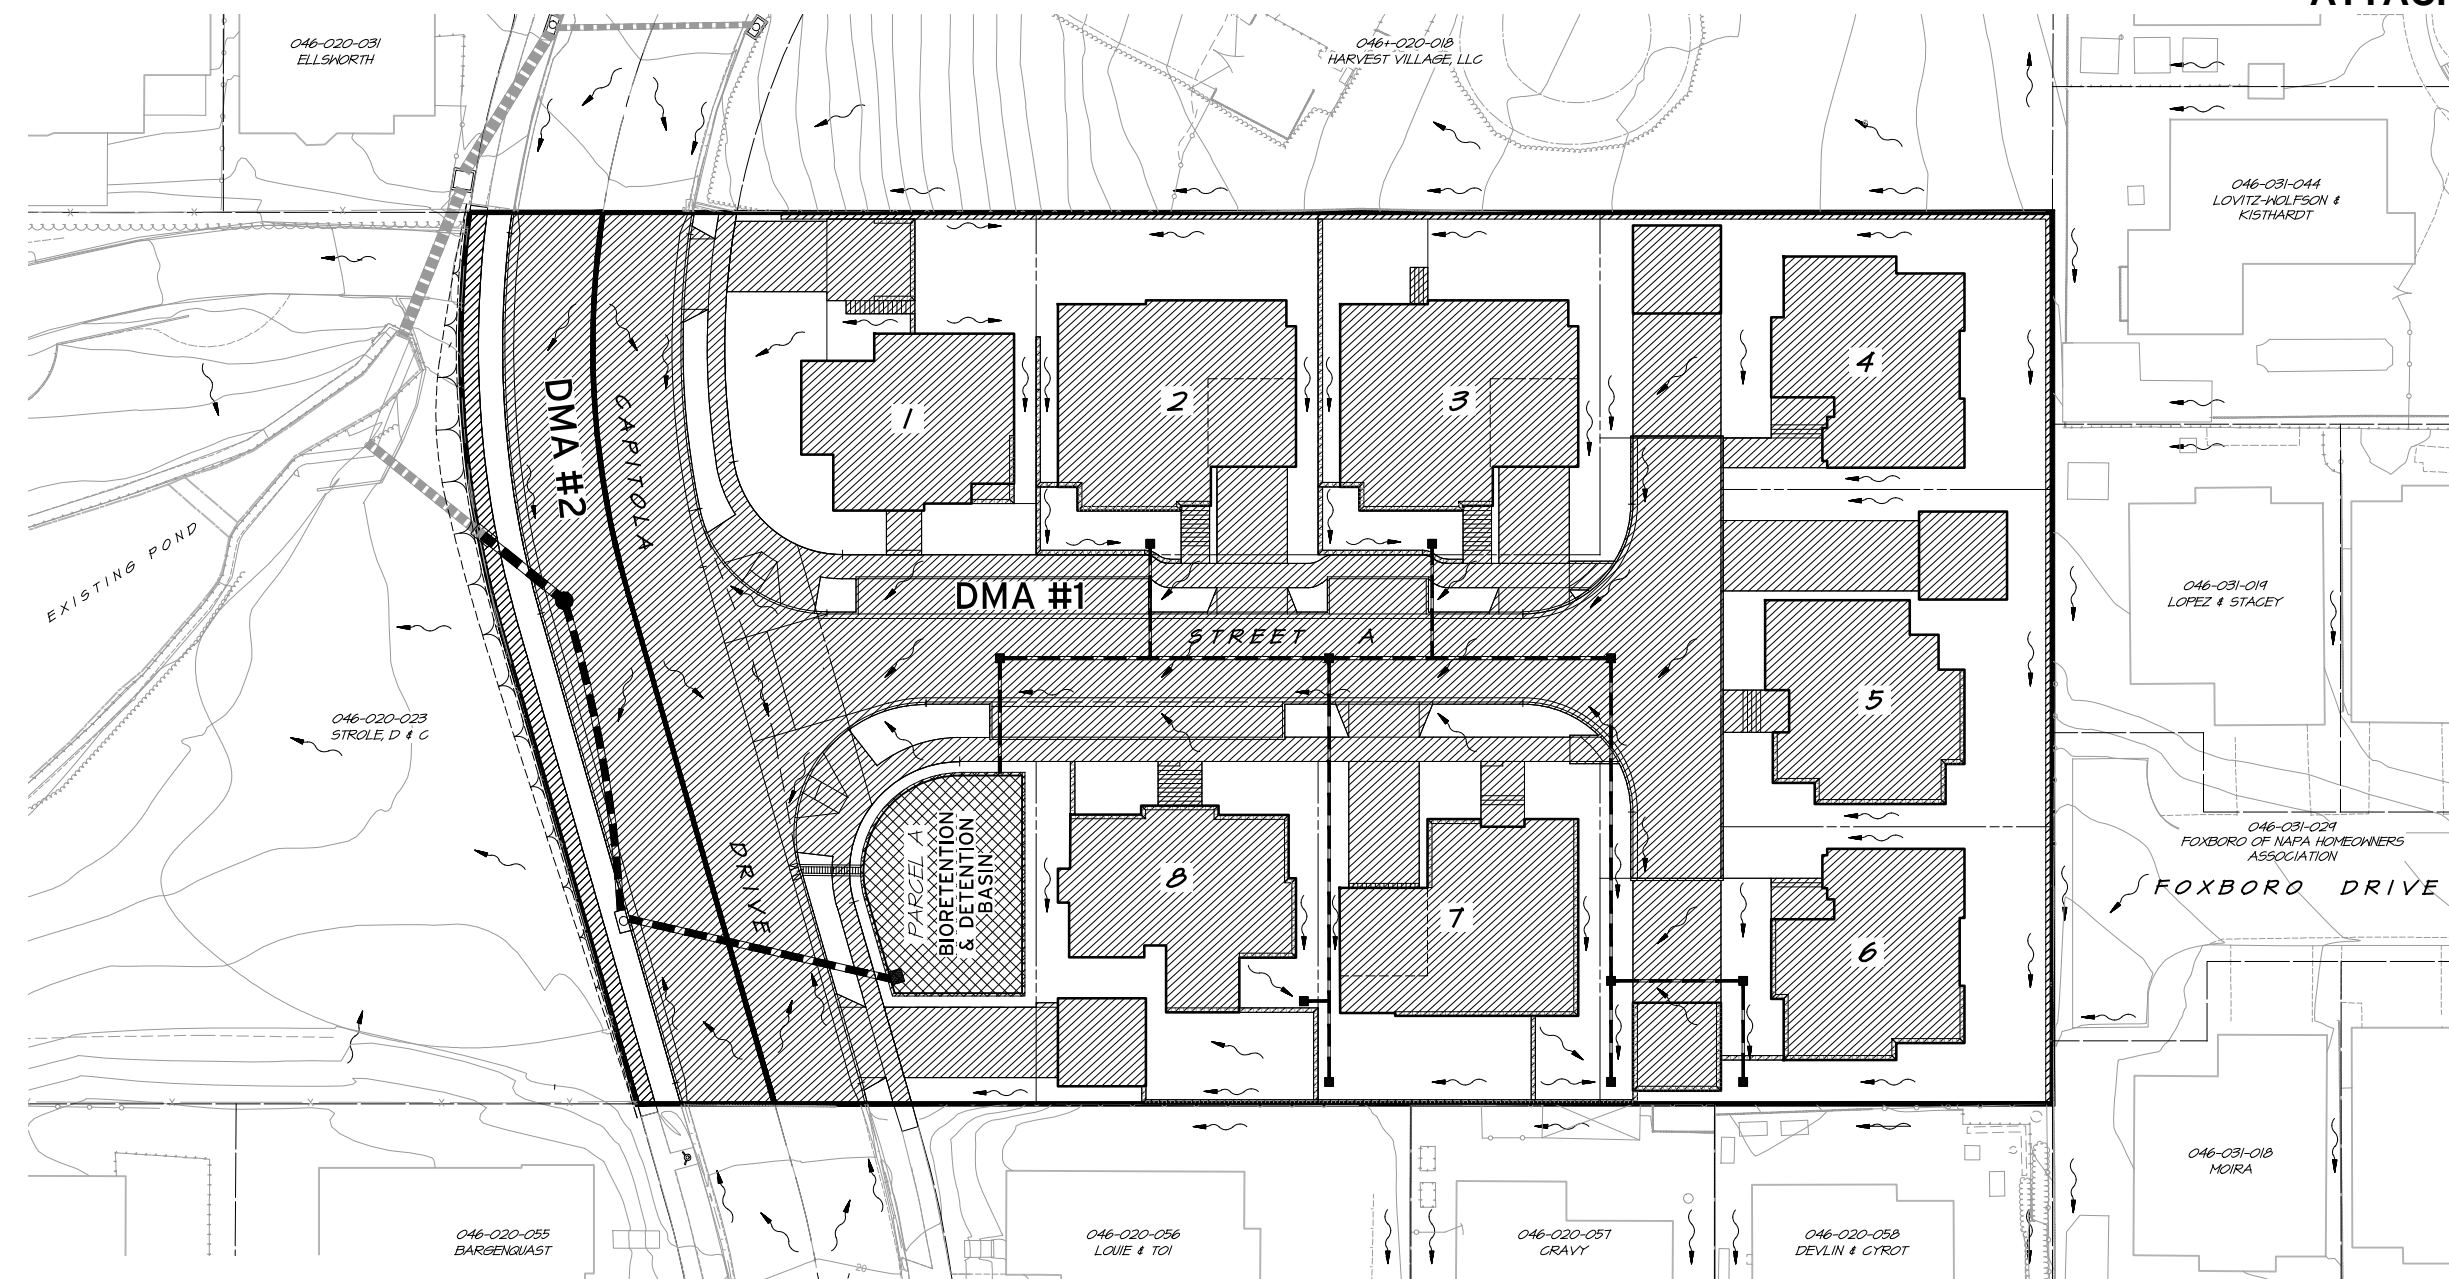 046-020-031
ELLSWORTH
046+-020-018
HARVEST VILLAGE, LLC
046-031-044
LOVITZ-WOLFSON &
KISTHARDT
DMA #2
CAPITOLA
DRIVE
1
2
3
4
5
6
7
8
DMA #1
STREET A
EXISTING POND
046-031-019
LOPEZ & STACEY
046-020-023
STROLE, D & C
PARCEL A
BIORETENTION
& DETENTION
BASIN
046-031-029
FOXBORO OF NAPA HOMEOWNERS
ASSOCIATION
FOXBORO DRIVE
046-031-018
MOIRA
046-020-055
BARGENQUAST
046-020-056
LOUIE & TOI
046-020-057
CRAVY
046-020-058
DEVLIN & CYROT
20